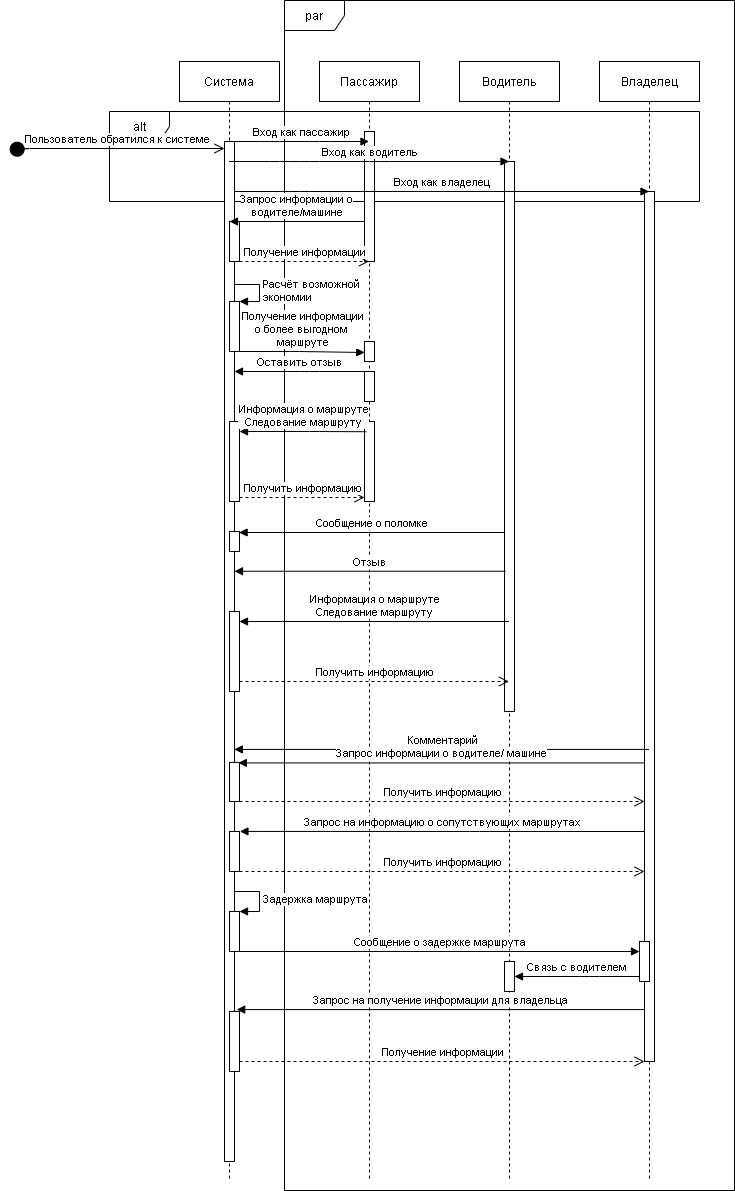 par
Система
Пассажир
Водитель
Владелец
alt
Пользователь обратился к системе
Вход как пассажир
Вход как водитель
Вход как владелец
Запрос информации о
водителе/машине
Получение информации
Расчёт возможной
экономии
Получение информации
о более выгодном
маршруте
Оставить отзыв
Информация о маршруте
Следование маршруту
Получить информацию
Сообщение о поломке
Отзыв
Информация о маршруте
Следование маршруту
Получить информацию
Комментарий
Запрос информации о водителе/ машине
Получить информацию
Запрос на информацию о сопутствующих маршрутах
Получить информацию
Задержка маршрута
Сообщение о задержке маршрута
Связь с водителем
Запрос на получение информации для владельца
Получение информации